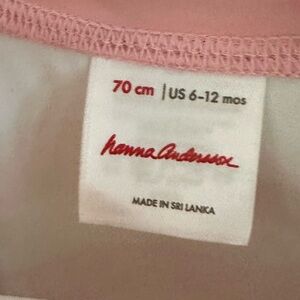 70 cm | US 6-12 mos
hanna andersson
MADE IN SRI LANKA